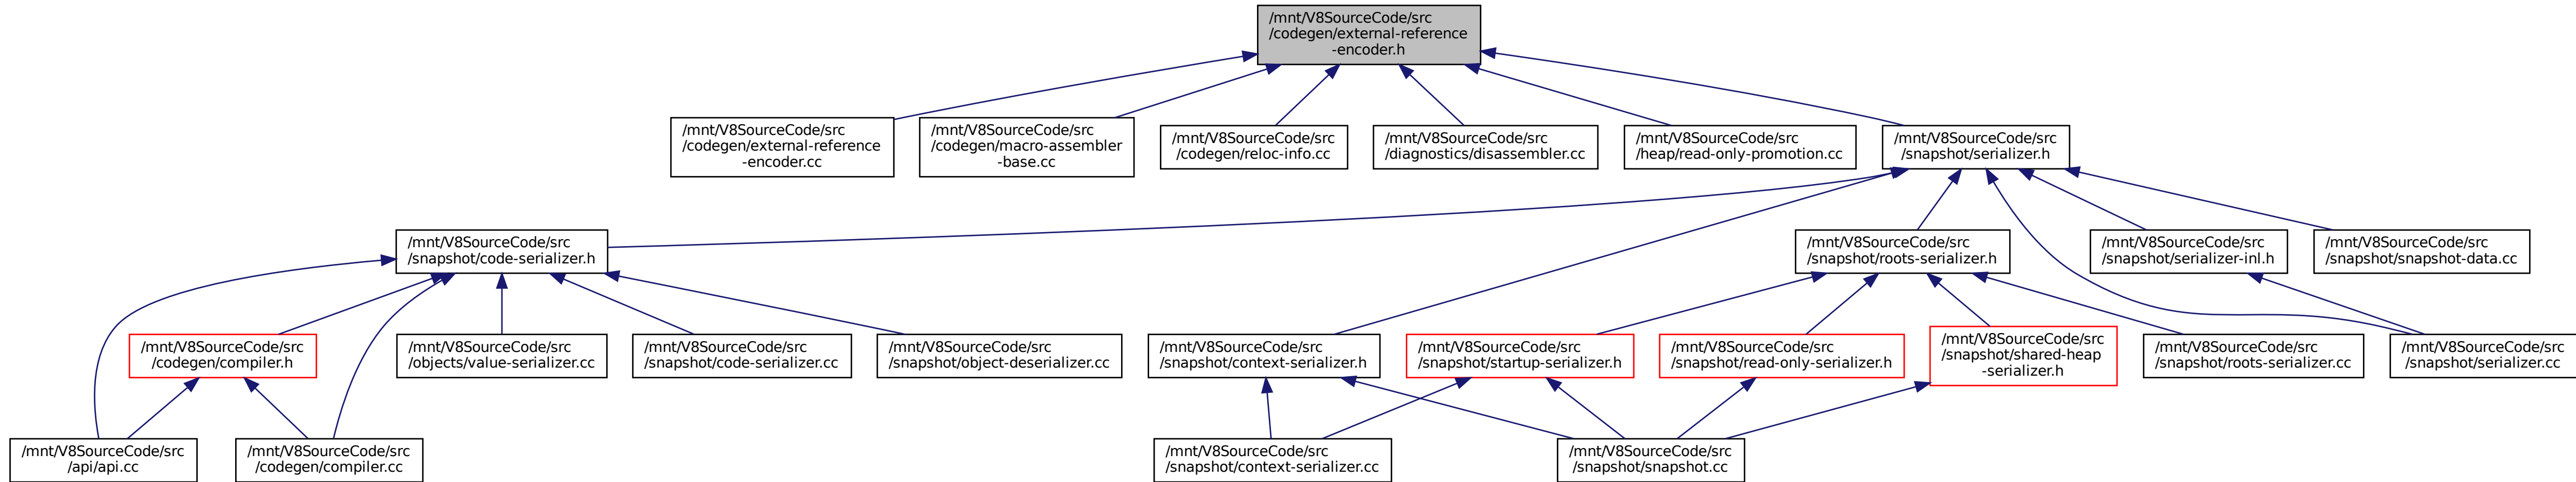 /mnt/V8SourceCode/src
/codegen/external-reference
-encoder.h
/mnt/V8SourceCode/src
/codegen/external-reference
-encoder.cc
/mnt/V8SourceCode/src
/codegen/macro-assembler
-base.cc
/mnt/V8SourceCode/src
/codegen/reloc-info.cc
/mnt/V8SourceCode/src
/diagnostics/disassembler.cc
/mnt/V8SourceCode/src
/heap/read-only-promotion.cc
/mnt/V8SourceCode/src
/snapshot/serializer.h
/mnt/V8SourceCode/src
/snapshot/code-serializer.h
/mnt/V8SourceCode/src
/snapshot/roots-serializer.h
/mnt/V8SourceCode/src
/snapshot/serializer-inl.h
/mnt/V8SourceCode/src
/snapshot/snapshot-data.cc
/mnt/V8SourceCode/src
/codegen/compiler.h
/mnt/V8SourceCode/src
/objects/value-serializer.cc
/mnt/V8SourceCode/src
/snapshot/code-serializer.cc
/mnt/V8SourceCode/src
/snapshot/object-deserializer.cc
/mnt/V8SourceCode/src
/snapshot/context-serializer.h
/mnt/V8SourceCode/src
/snapshot/startup-serializer.h
/mnt/V8SourceCode/src
/snapshot/read-only-serializer.h
/mnt/V8SourceCode/src
/snapshot/shared-heap
-serializer.h
/mnt/V8SourceCode/src
/snapshot/roots-serializer.cc
/mnt/V8SourceCode/src
/snapshot/serializer.cc
/mnt/V8SourceCode/src
/api/api.cc
/mnt/V8SourceCode/src
/codegen/compiler.cc
/mnt/V8SourceCode/src
/snapshot/context-serializer.cc
/mnt/V8SourceCode/src
/snapshot/snapshot.cc